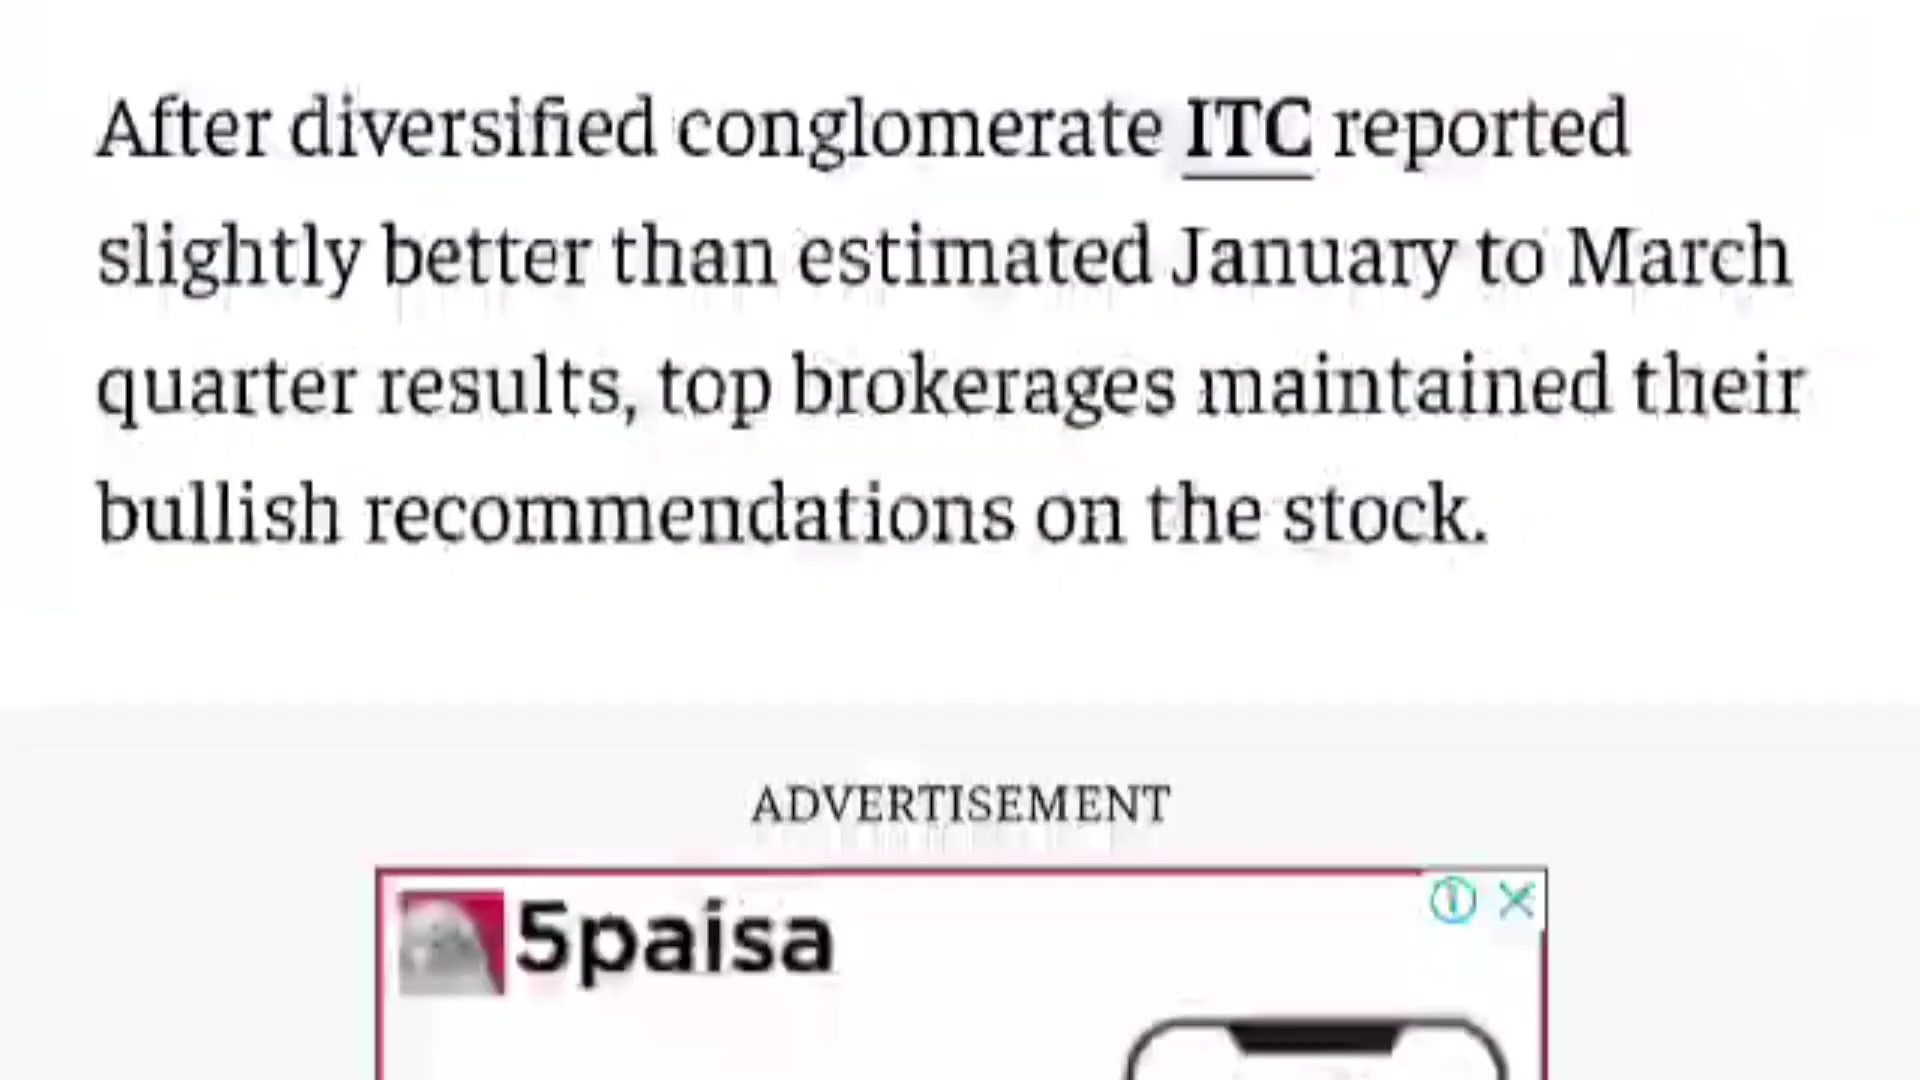 After diversified conglomerate ITC reported
slightly better than estimated January to March
quarter results, top brokerages maintained their
bullish recommendations on the stock.
ADVERTISEMENT
5paisa